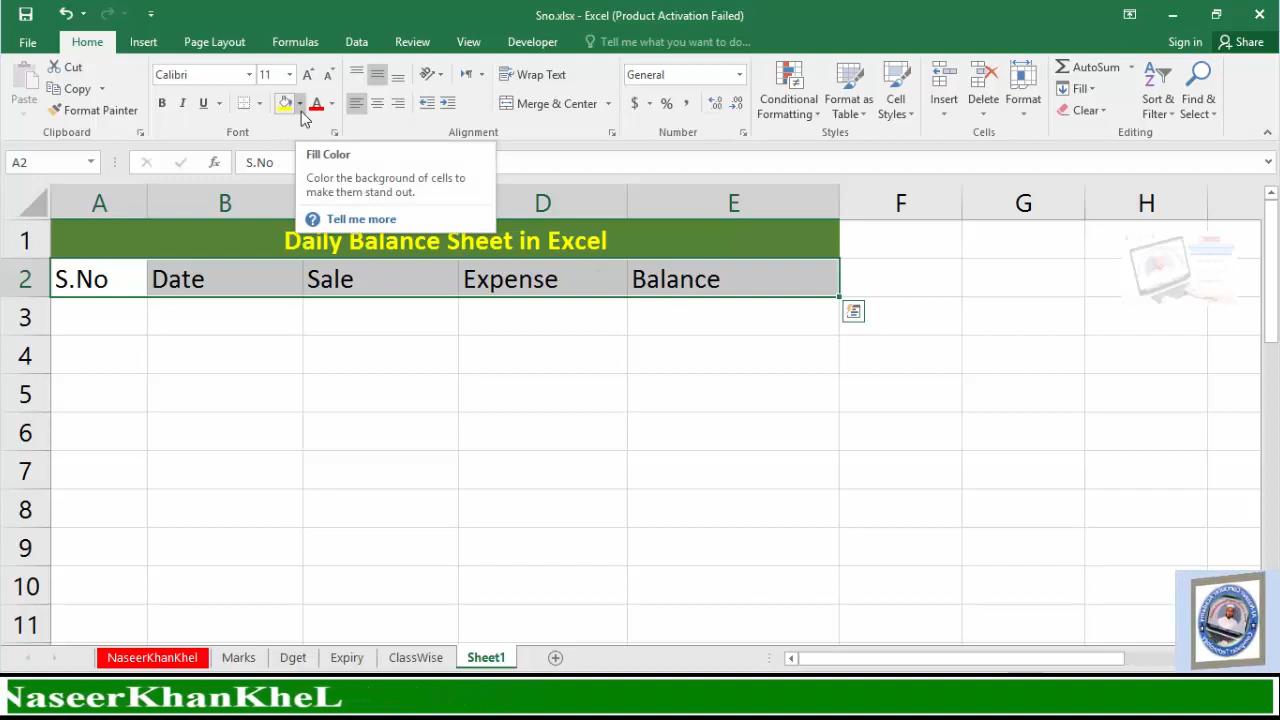 Sno.xlsx - Excel (Product Activation Failed)
File Home Insert Page Layout Formulas Data Review View Developer Tell me what you want to do... Sign in Share
Paste
Cut
Copy
Format Painter
Clipboard
Calibri 11
B I U A
Font
Wrap Text
Merge & Center
Alignment
General
$ % ,
Number
Conditional Formatting
Format as Table
Cell Styles
Styles
Insert Delete Format
Cells
AutoSum
Fill
Clear
Sort & Filter
Find & Select
Editing
A2 fx S.No
Fill Color
Color the background of cells to
make them stand out.
Tell me more
A B D E F G H
1 Daily Balance Sheet in Excel
2 S.No Date Sale Expense Balance
3
4
5
6
7
8
9
10
11
NaseerKhanKhel Marks Dget Expiry ClassWise Sheet1
NaseerKhanKheL